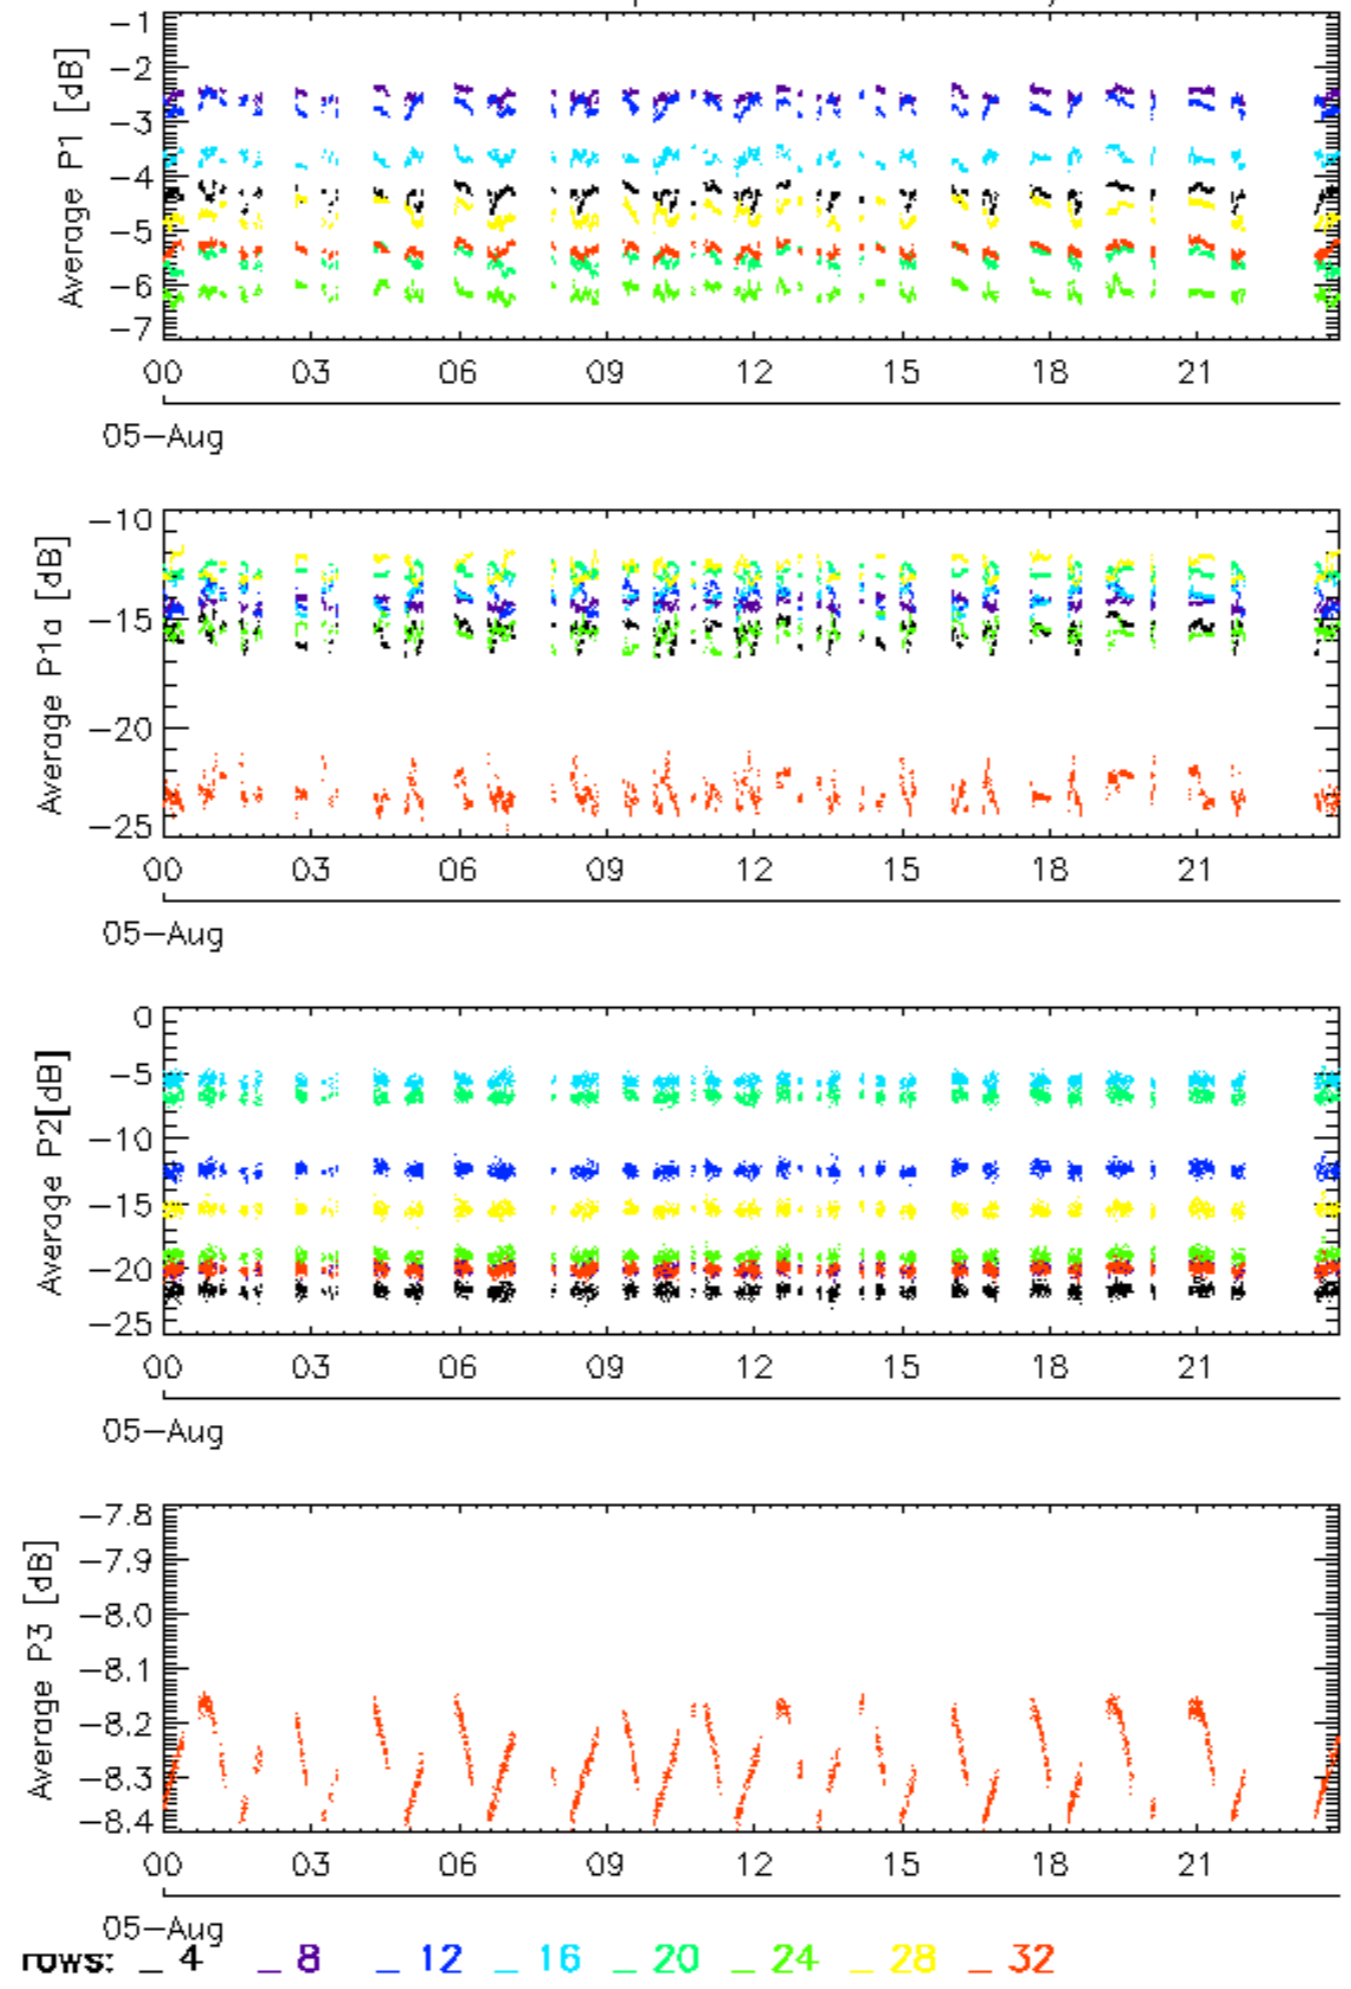 Average P1 [dB]
−1
−2
−3
−4
−5
−6
−7
00 03 06 09 12 15 18 21
05−Aug
Average P1a [dB]
−10
−15
−20
−25
00 03 06 09 12 15 18 21
05−Aug
Average P2[dB]
0
−5
−10
−15
−20
−25
00 03 06 09 12 15 18 21
05−Aug
Average P3 [dB]
−7.8
−7.9
−8.0
−8.1
−8.2
−8.3
−8.4
00 03 06 09 12 15 18 21
05−Aug
rows: _ 4 _ 8 _ 12 _ 16 _ 20 _ 24 _ 28 _ 32